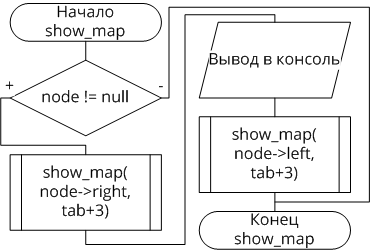 Начало
show_map
+
-
node != null
show_map(
node->right,
tab+3)
Вывод в консоль
show_map(
node->left,
tab+3)
Конец
show_map